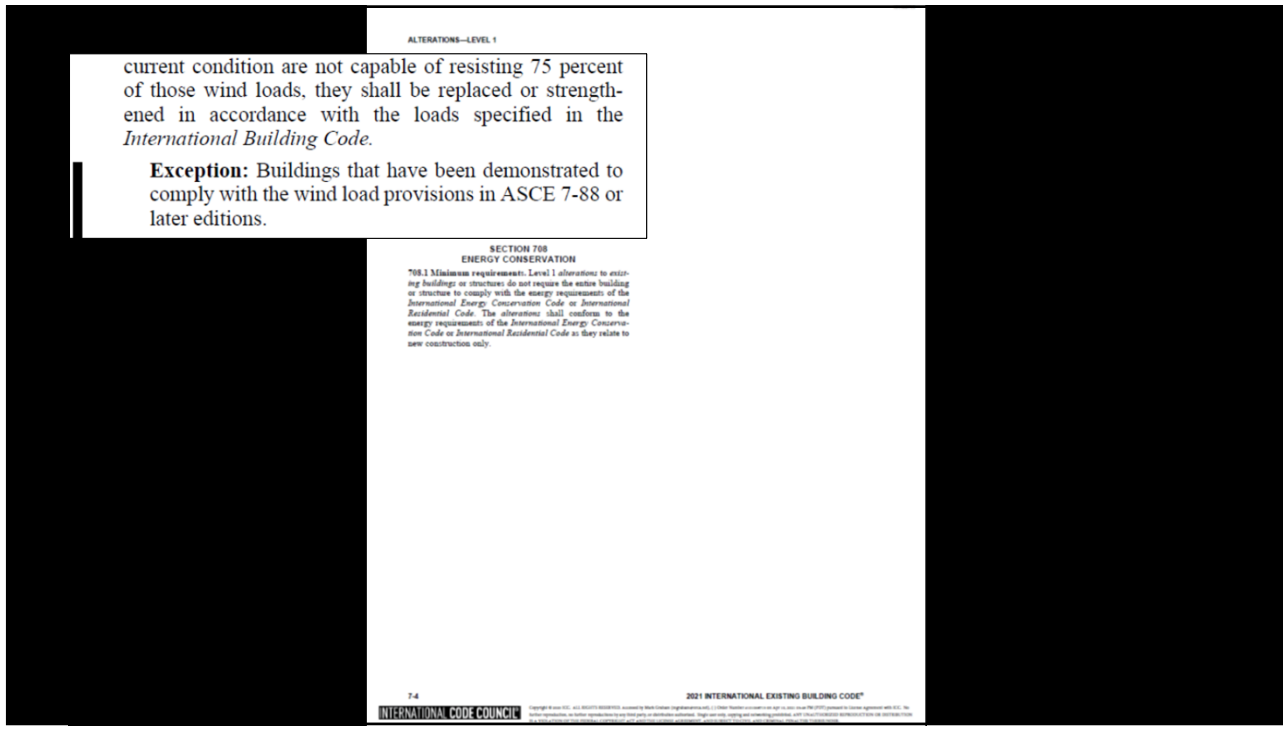 ALTERATIONS—LEVEL 1
current condition are not capable of resisting 75 percent
of those wind loads, they shall be replaced or strength-
ened in accordance with the loads specified in the
International Building Code.
Exception: Buildings that have been demonstrated to
comply with the wind load provisions in ASCE 7-88 or
later editions.
SECTION 708
ENERGY CONSERVATION
708.1 Minimum requirements. Level 1 alterations to exist-
ing buildings or structures do not require the entire building
or structure to comply with the energy requirements of the
International Energy Conservation Code or International
Residential Code. The alterations shall conform to the
energy requirements of the International Energy Conserva-
tion Code or International Residential Code as they relate to
new construction only.
7-4
2021 INTERNATIONAL EXISTING BUILDING CODE®
INTERNATIONAL CODE COUNCIL